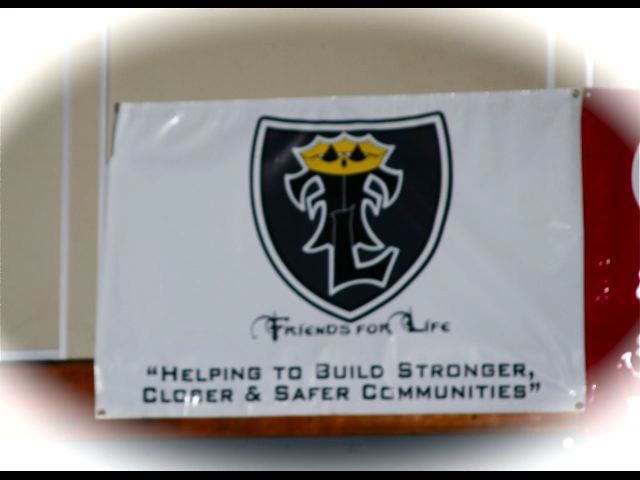 Friends for Life
"Helping to Build Stronger,
Closer & Safer Communities"